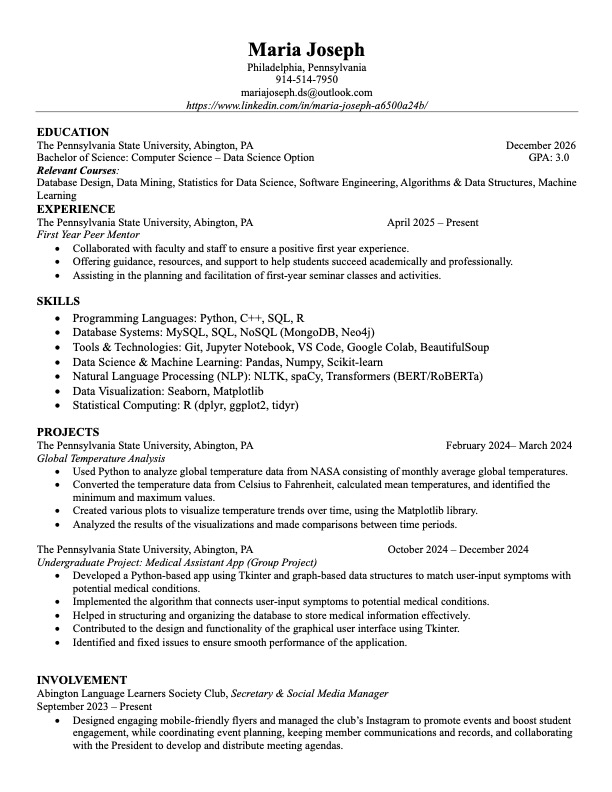 Maria Joseph
Philadelphia, Pennsylvania
914-514-7950
mariajoseph.ds@outlook.com
https://www.linkedin.com/in/maria-joseph-a6500a24b/
EDUCATION
The Pennsylvania State University, Abington, PA December 2026
Bachelor of Science: Computer Science – Data Science Option GPA: 3.0
Relevant Courses:
Database Design, Data Mining, Statistics for Data Science, Software Engineering, Algorithms & Data Structures, Machine
Learning
EXPERIENCE
The Pennsylvania State University, Abington, PA April 2025 – Present
First Year Peer Mentor
• Collaborated with faculty and staff to ensure a positive first year experience.
• Offering guidance, resources, and support to help students succeed academically and professionally.
• Assisting in the planning and facilitation of first-year seminar classes and activities.
SKILLS
• Programming Languages: Python, C++, SQL, R
• Database Systems: MySQL, SQL, NoSQL (MongoDB, Neo4j)
• Tools & Technologies: Git, Jupyter Notebook, VS Code, Google Colab, BeautifulSoup
• Data Science & Machine Learning: Pandas, Numpy, Scikit-learn
• Natural Language Processing (NLP): NLTK, spaCy, Transformers (BERT/RoBERTa)
• Data Visualization: Seaborn, Matplotlib
• Statistical Computing: R (dplyr, ggplot2, tidyr)
PROJECTS
The Pennsylvania State University, Abington, PA February 2024– March 2024
Global Temperature Analysis
• Used Python to analyze global temperature data from NASA consisting of monthly average global temperatures.
• Converted the temperature data from Celsius to Fahrenheit, calculated mean temperatures, and identified the
minimum and maximum values.
• Created various plots to visualize temperature trends over time, using the Matplotlib library.
• Analyzed the results of the visualizations and made comparisons between time periods.
The Pennsylvania State University, Abington, PA October 2024 – December 2024
Undergraduate Project: Medical Assistant App (Group Project)
• Developed a Python-based app using Tkinter and graph-based data structures to match user-input symptoms with
potential medical conditions.
• Implemented the algorithm that connects user-input symptoms to potential medical conditions.
• Helped in structuring and organizing the database to store medical information effectively.
• Contributed to the design and functionality of the graphical user interface using Tkinter.
• Identified and fixed issues to ensure smooth performance of the application.
INVOLVEMENT
Abington Language Learners Society Club, Secretary & Social Media Manager
September 2023 – Present
• Designed engaging mobile-friendly flyers and managed the club's Instagram to promote events and boost student
engagement, while coordinating event planning, keeping member communications and records, and collaborating
with the President to develop and distribute meeting agendas.